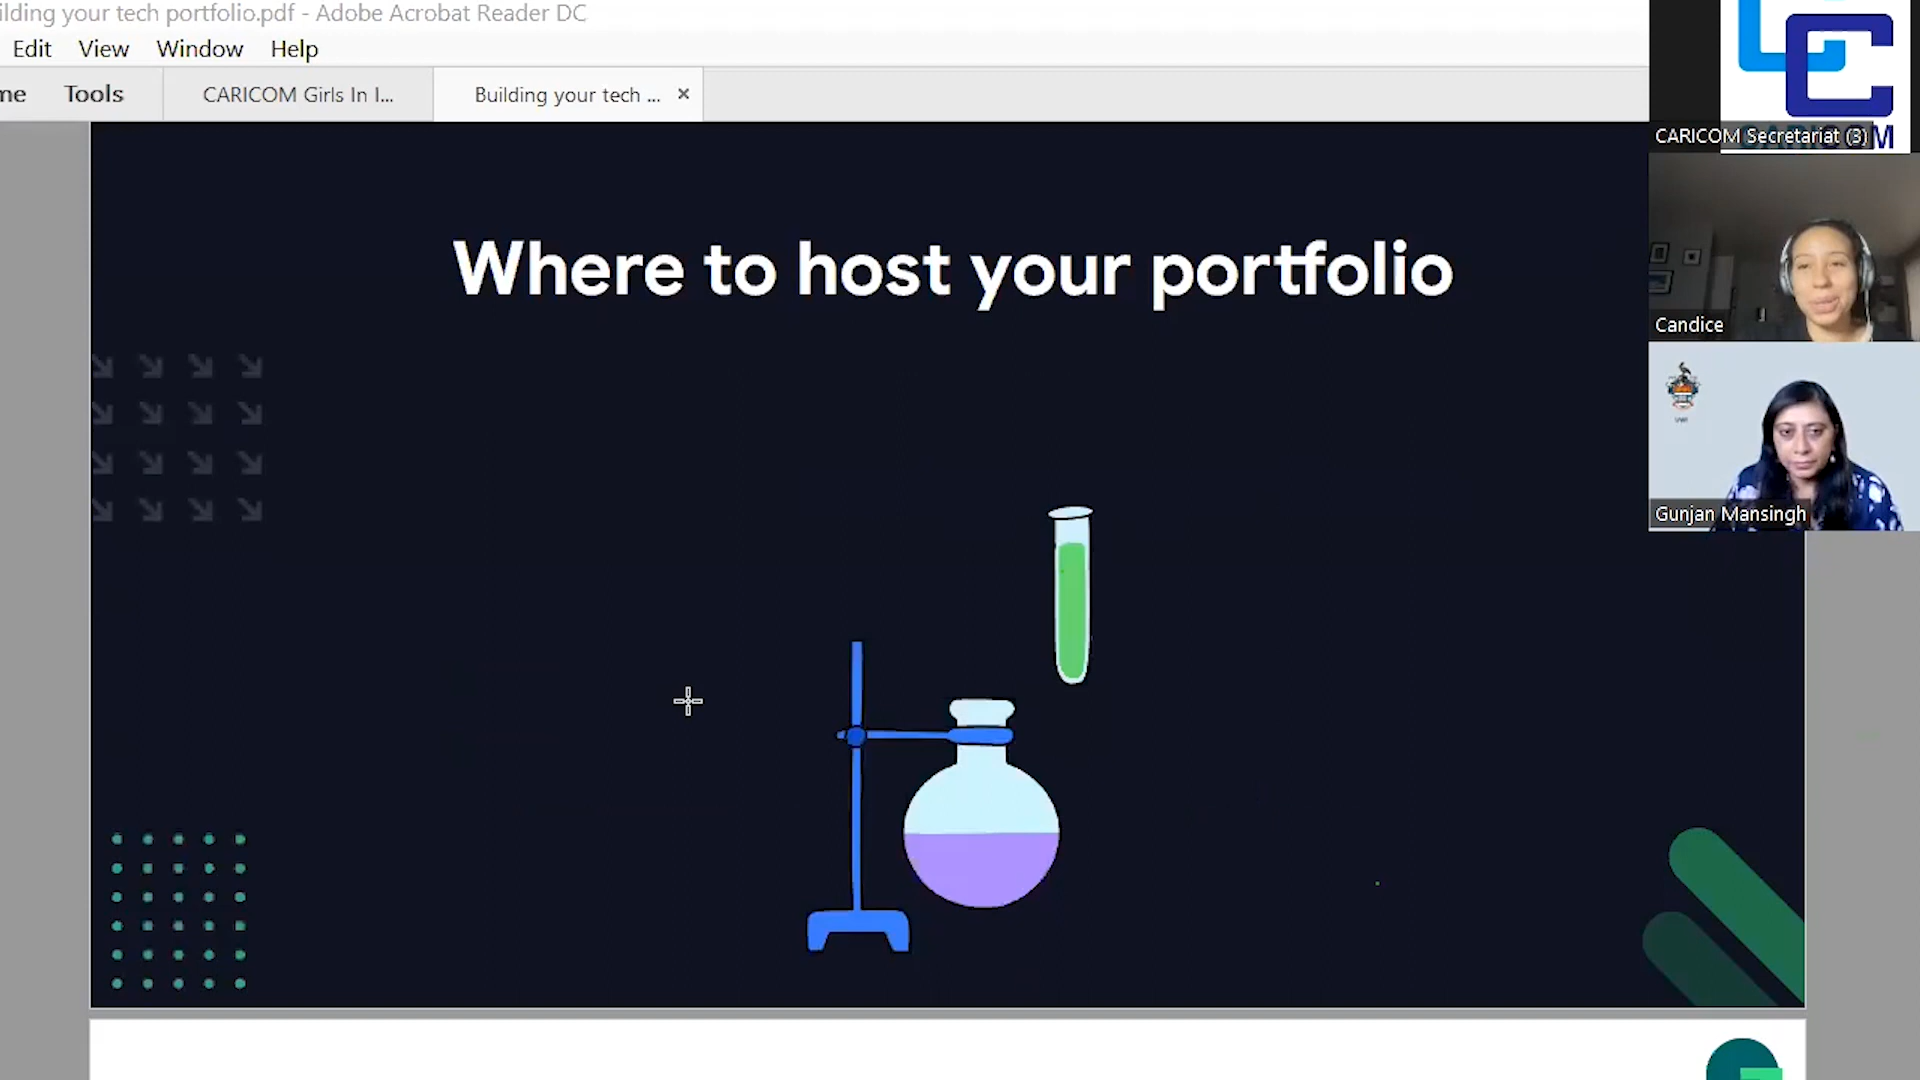 ilding your tech portfolio.pdf - Adobe Acrobat Reader DC
Edit View Window Help
me Tools CARICOM Girls In I... Building your tech ... ×
Where to host your portfolio
CARICOM Secretariat (3)
Candice
Gunjan Mansingh